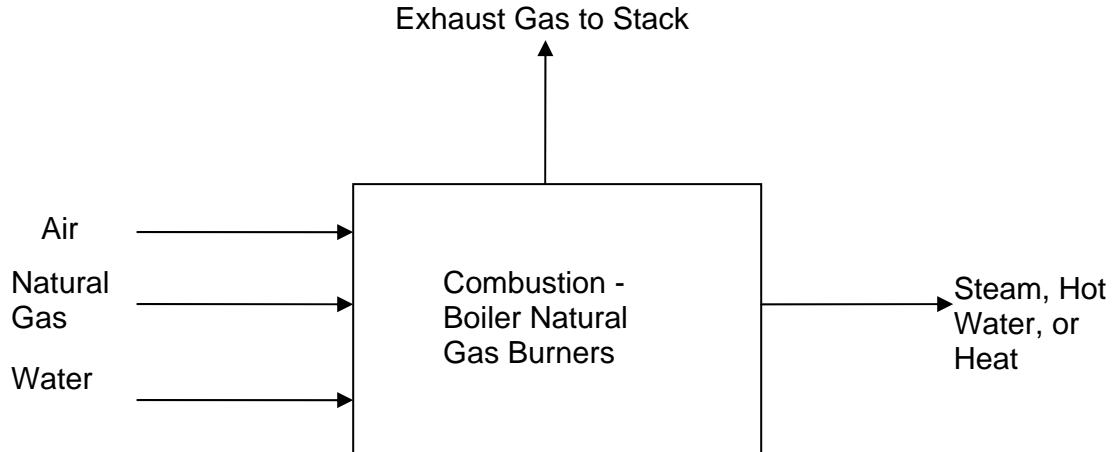 Exhaust Gas to Stack
Air
Natural
Gas
Water
Combustion -
Boiler Natural
Gas Burners
Steam, Hot
Water, or
Heat